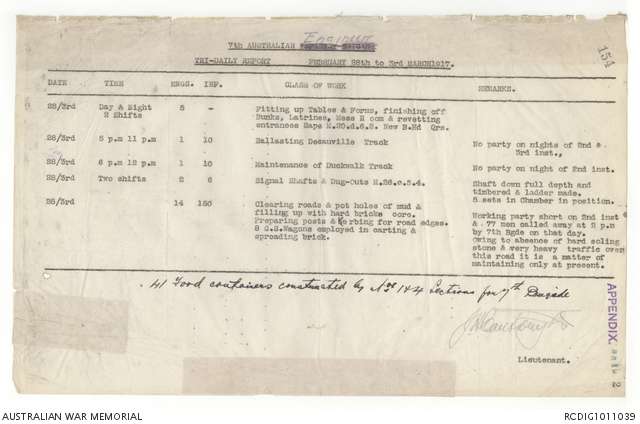 Engineer
7th AUSTRALIAN
154
TRI-DAILY REPORT FEBRUARY 28th to 3rd MARCH1917.
DATE TIME ENGS. INF. CLASS OF WORK REMARKS.
28/3rd Day & Night 5 - Fitting up Tables & Forms, finishing off
2 Shifts Bunks, Latrines, Mess R oom & revetting
entrances Saps M.20.d.6.8. New B.Hd Qrs.
28/3rd 5 p.m 11 p.m 1 10 Ballasting Decauville Track No party on nights of 2nd &
3rd inst.,
28/3rd 6 p.m 12 p.m 1 10 Maintenance of Duckwalk Track No party on night of 2nd inst.
28/3rd Two shifts 2 6 Signal Shafts & Dug-Outs M.26.c.5.4. Shaft down full depth and
timbered & ladder made.
5 sets in Chamber in position.
28/3rd 14 150 Clearing roads & pot holes of mud &
filling up with hard bricks core. Working party short on 2nd inst
Preparing posts & kerbing for road edges. & 77 men called away at 2 p.m
8 G.S.Wagons employed in carting & by 7th Bgde on that day.
spreading brick. Owing to absence of hard soling
stone & very heavy traffic over
this road it is a matter of
maintaining only at present.
41 Food containers constructed by Nos 1&4 Sections for 7th Brigade
APPENDIX.
Lieutenant.
AUSTRALIAN WAR MEMORIAL RCDIG1011039